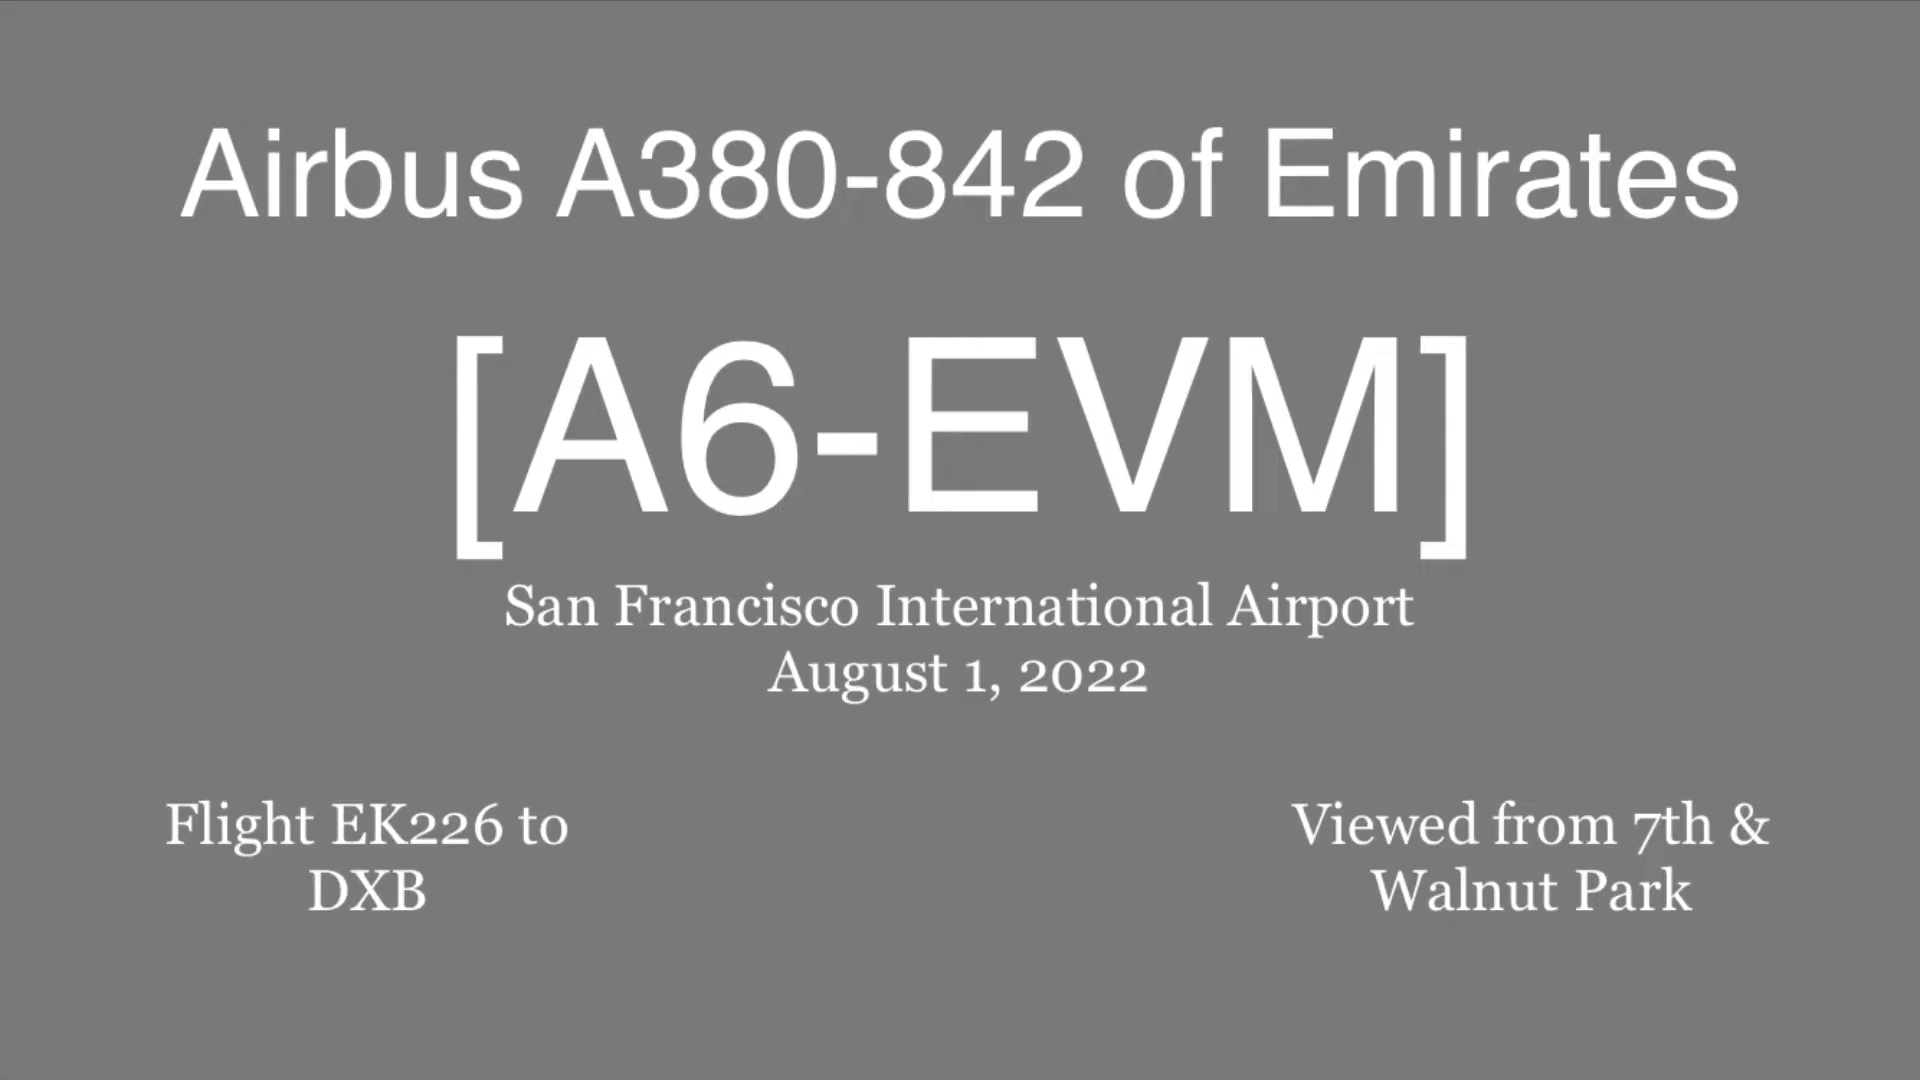 Airbus A380-842 of Emirates
[A6-EVM]
San Francisco International Airport
August 1, 2022
Flight EK226 to
DXB
Viewed from 7th &
Walnut Park